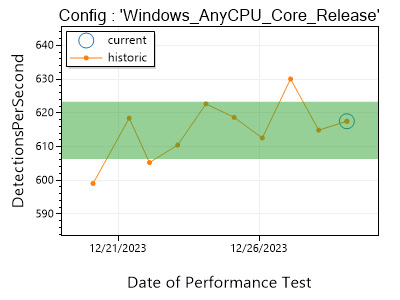 Config : 'Windows_AnyCPU_Core_Release'
current
historic
640
630
620
610
600
590
DetectionsPerSecond
12/21/2023
12/26/2023
Date of Performance Test